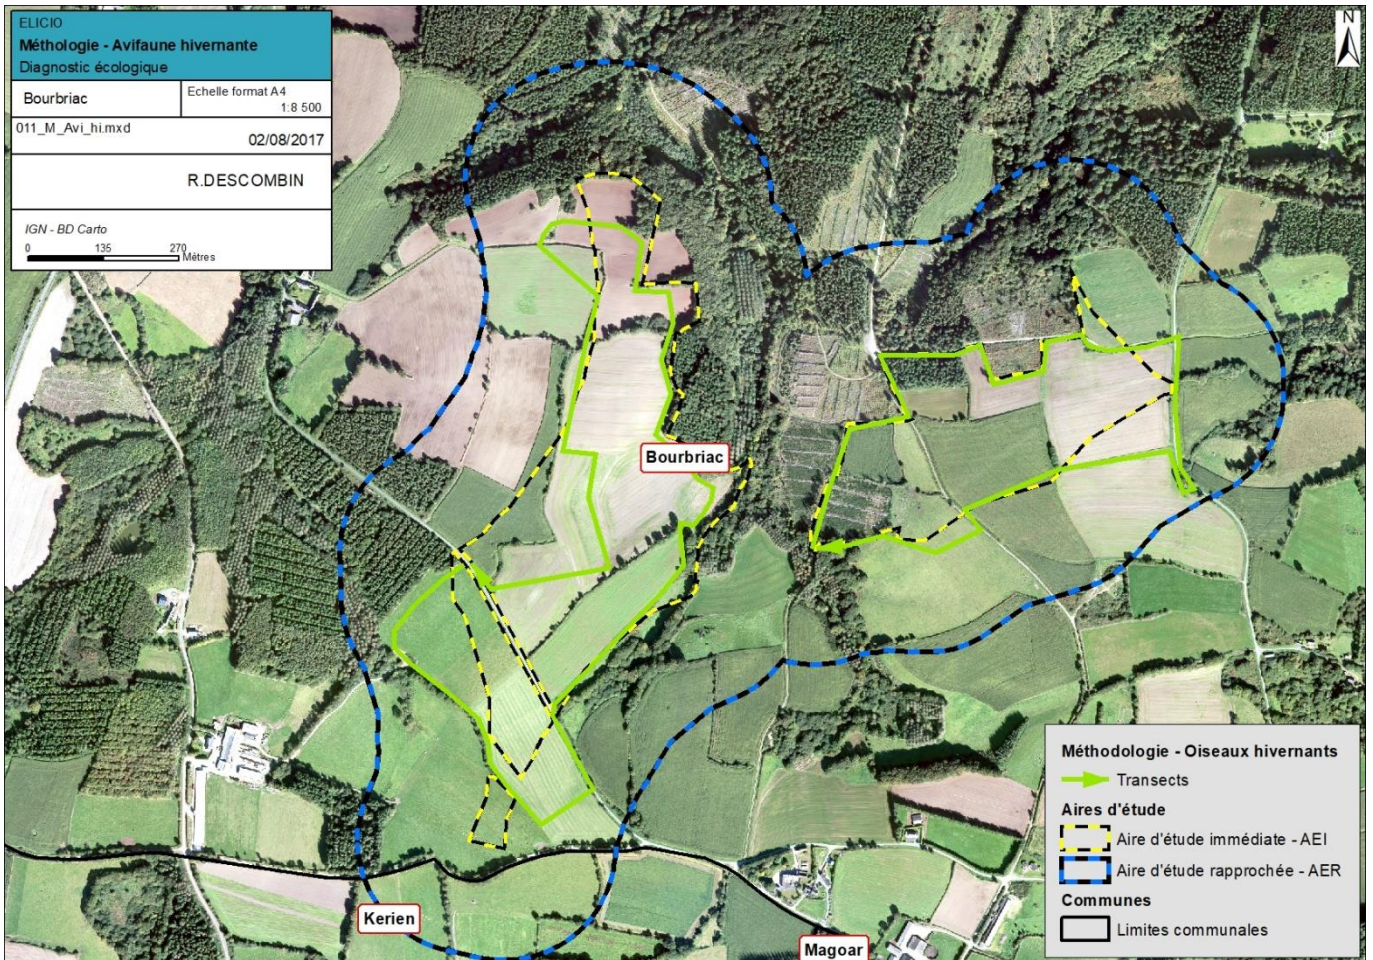 ELICIO
Méthologie - Avifaune hivernante
Diagnostic écologique
Bourbriac
Echelle format A4
1:8 500
011_M_Avi_hi.mxd
02/08/2017
R.DESCOMBIN
IGN - BD Carto
0 135 270
Mètres
N
Bourbriac
Kerien
Magoar
Méthodologie - Oiseaux hivernants
Transects
Aires d'étude
Aire d'étude immédiate - AEI
Aire d'étude rapprochée - AER
Communes
Limites communales